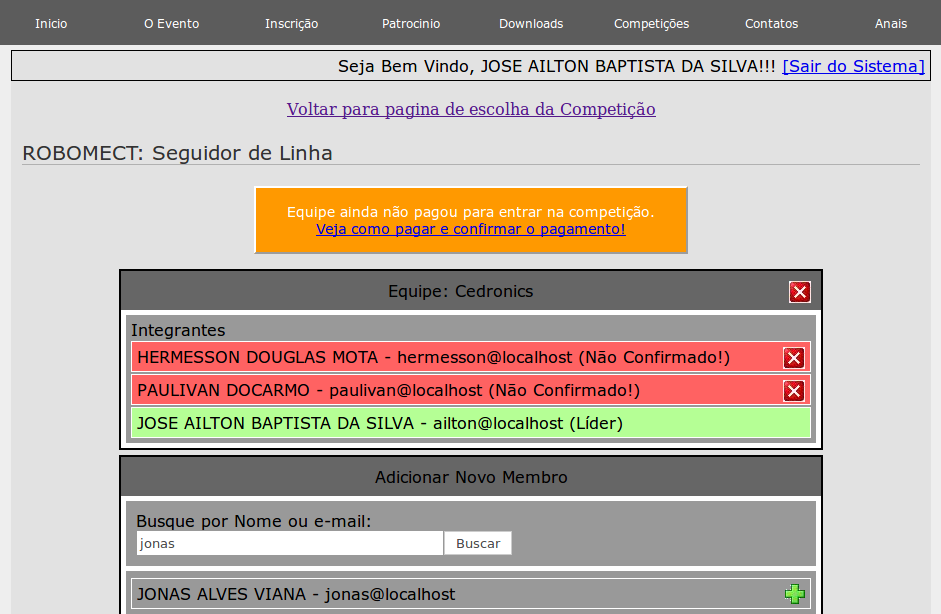 Inicio O Evento Inscrição Patrocinio Downloads Competições Contatos Anais
Seja Bem Vindo, JOSE AILTON BAPTISTA DA SILVA!!! [Sair do Sistema]
Voltar para pagina de escolha da Competição
ROBOMECT: Seguidor de Linha
Equipe ainda não pagou para entrar na competição.
Veja como pagar e confirmar o pagamento!
Equipe: Cedronics
Integrantes
HERMESSON DOUGLAS MOTA - hermesson@localhost (Não Confirmado!)
PAULIVAN DOCARMO - paulivan@localhost (Não Confirmado!)
JOSE AILTON BAPTISTA DA SILVA - ailton@localhost (Líder)
Adicionar Novo Membro
Busque por Nome ou e-mail:
jonas Buscar
JONAS ALVES VIANA - jonas@localhost